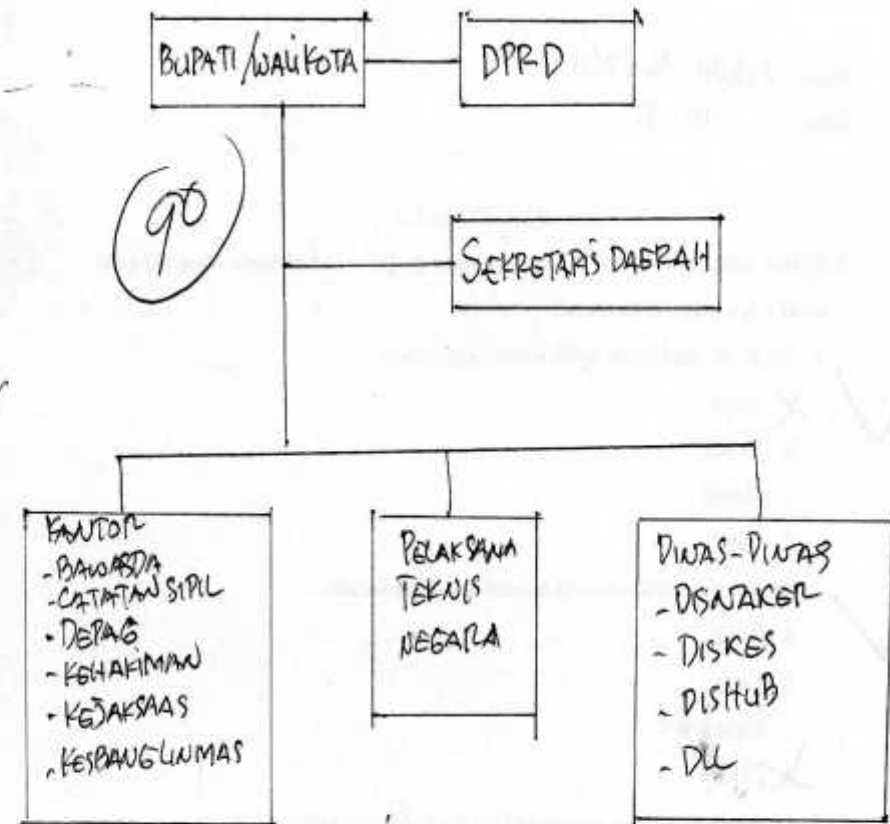 BUPATI/WALIKOTA
DPRD
90
SEKRETARIS DAERAH
KANTOR
- BAWASDA
- CATATAN SIPIL
- DEPAG
- KEHAKIMAN
- KEJAKSAAS
- KESBANGLINMAS
PELAKSANA
TEKNIS
NEGARA
DINAS-DINAS
- DISNAKER
- DISKES
- DISHUB
- DLL